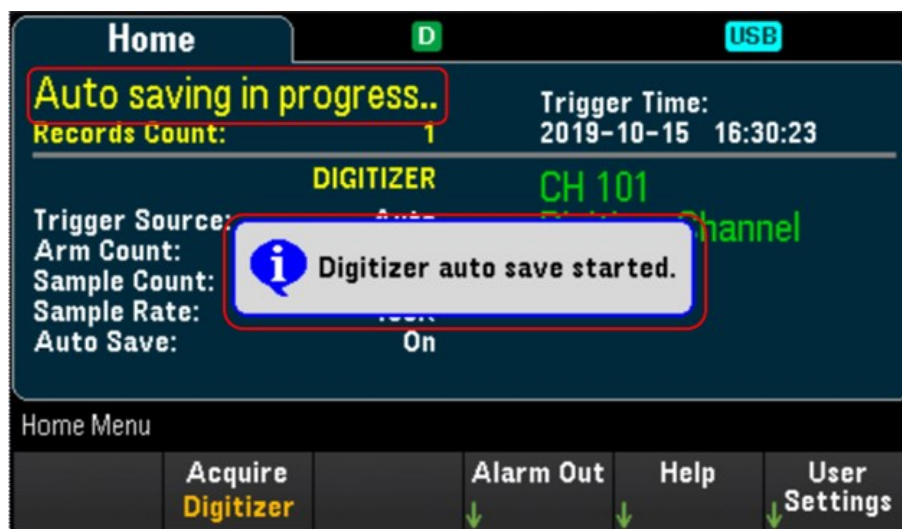 Home
D
USB
Auto saving in progress..
Trigger Time:
Records Count: 1
2019-10-15 16:30:23
DIGITIZER
CH 101
Channel
Trigger Source:
Arm Count:
Digitizer auto save started.
Sample Count:
Sample Rate:
Auto Save: On
Home Menu
Acquire
Digitizer
Alarm Out
Help
User
Settings